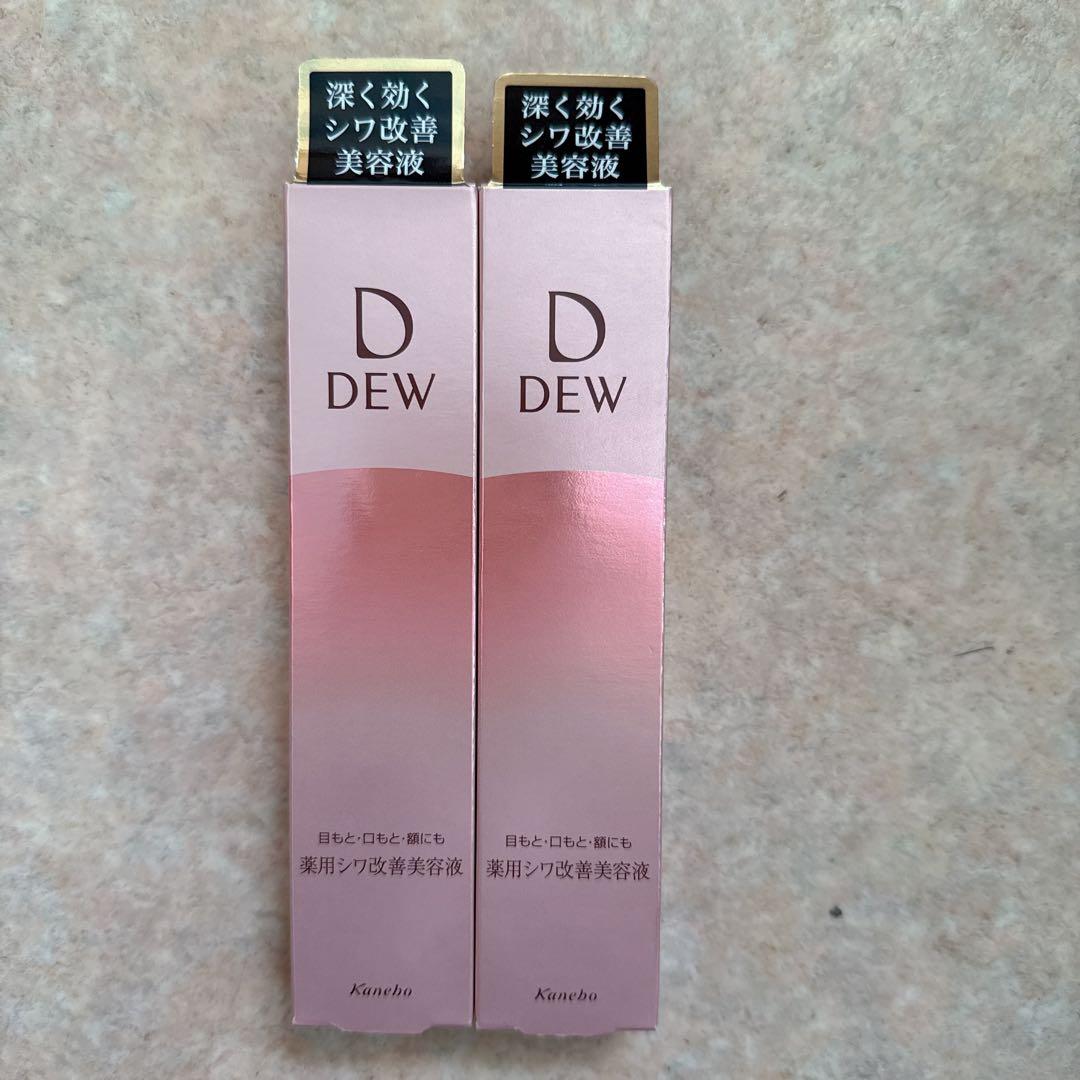 深く効く
シワ改善
美容液
D
DEW
目もと・口もと・額にも
薬用シワ改善美容液
Kanebo
深く効く
シワ改善
美容液
D
DEW
目もと・口もと・額にも
薬用シワ改善美容液
Kanebo